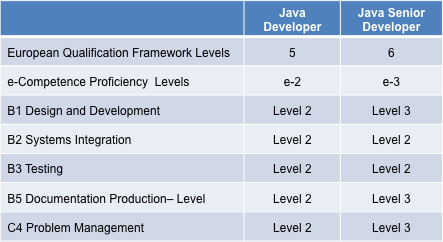 Java Developer Java Senior Developer
European Qualification Framework Levels 5 6
e-Competence Proficiency Levels e-2 e-3
B1 Design and Development Level 2 Level 3
B2 Systems Integration Level 2 Level 2
B3 Testing Level 2 Level 2
B5 Documentation Production– Level Level 2 Level 3
C4 Problem Management Level 2 Level 3